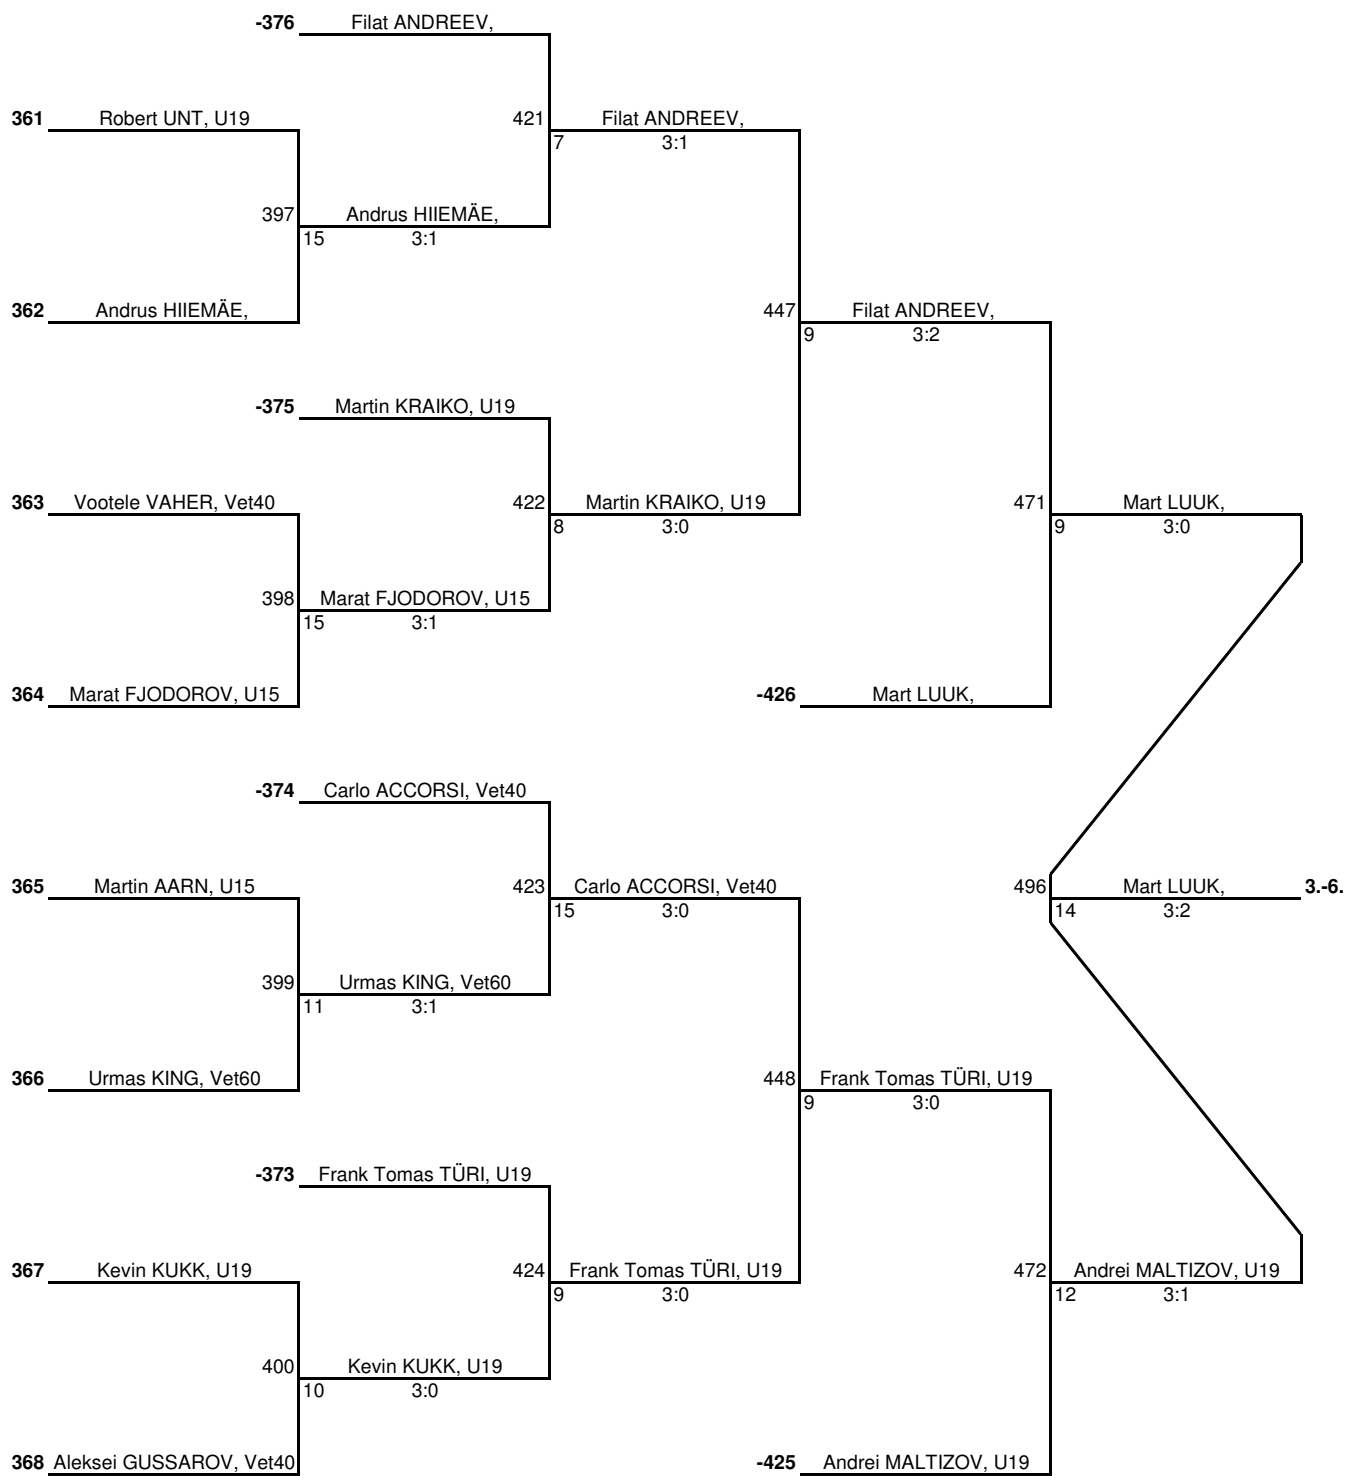 -376 Filat ANDREEV,
361 Robert UNT, U19 421 Filat ANDREEV,
7 3:1
397 Andrus HIIEMÄE,
15 3:1
362 Andrus HIIEMÄE, 447 Filat ANDREEV,
9 3:2
-375 Martin KRAIKO, U19
363 Vootele VAHER, Vet40 422 Martin KRAIKO, U19 471 Mart LUUK,
8 3:0 9 3:0
398 Marat FJODOROV, U15
15 3:1
364 Marat FJODOROV, U15 -426 Mart LUUK,
-374 Carlo ACCORSI, Vet40
365 Martin AARN, U15 423 Carlo ACCORSI, Vet40 496 Mart LUUK, 3.-6.
15 3:0 14 3:2
399 Urmas KING, Vet60
11 3:1
366 Urmas KING, Vet60 448 Frank Tomas TÜRI, U19
9 3:0
-373 Frank Tomas TÜRI, U19
367 Kevin KUKK, U19 424 Frank Tomas TÜRI, U19 472 Andrei MALTIZOV, U19
9 3:0 12 3:1
400 Kevin KUKK, U19
10 3:0
368 Aleksei GUSSAROV, Vet40 -425 Andrei MALTIZOV, U19